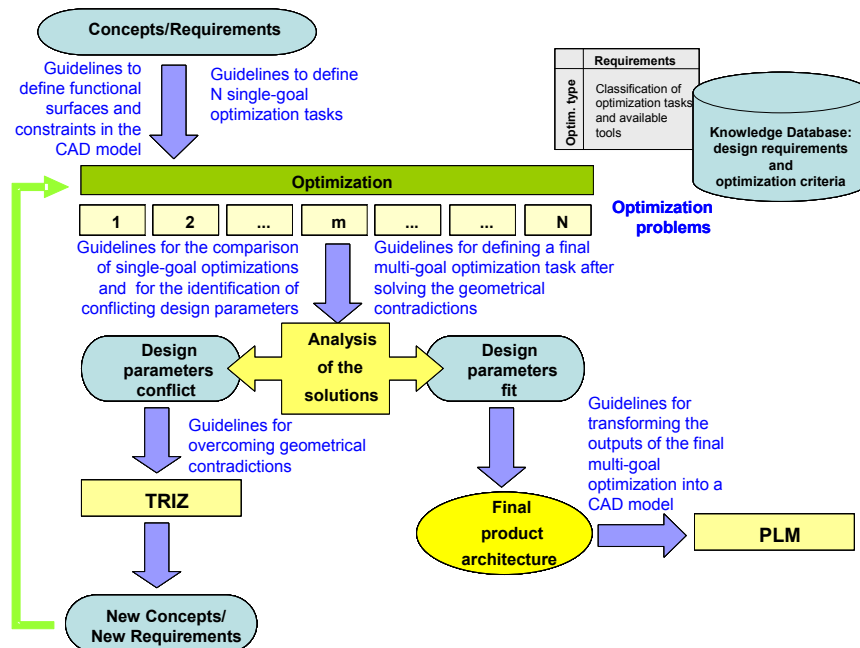 Concepts/Requirements
Guidelines to
define functional
surfaces and
constraints in the
CAD model
Guidelines to define
N single-goal
optimization tasks
Requirements
Optim. type
Classification of
optimization tasks
and available
tools
Knowledge Database:
design requirements
and
optimization criteria
Optimization
1 2 ... m ... ... N
Optimization
problems
Guidelines for the comparison
of single-goal optimizations
and for the identification of
conflicting design parameters
Guidelines for defining a final
multi-goal optimization task after
solving the geometrical
contradictions
Design
parameters
conflict
Analysis
of the
solutions
Design
parameters
fit
Guidelines for
overcoming geometrical
contradictions
Guidelines for
transforming the
outputs of the final
multi-goal
optimization into a
CAD model
TRIZ
Final
product
architecture
PLM
New Concepts/
New Requirements